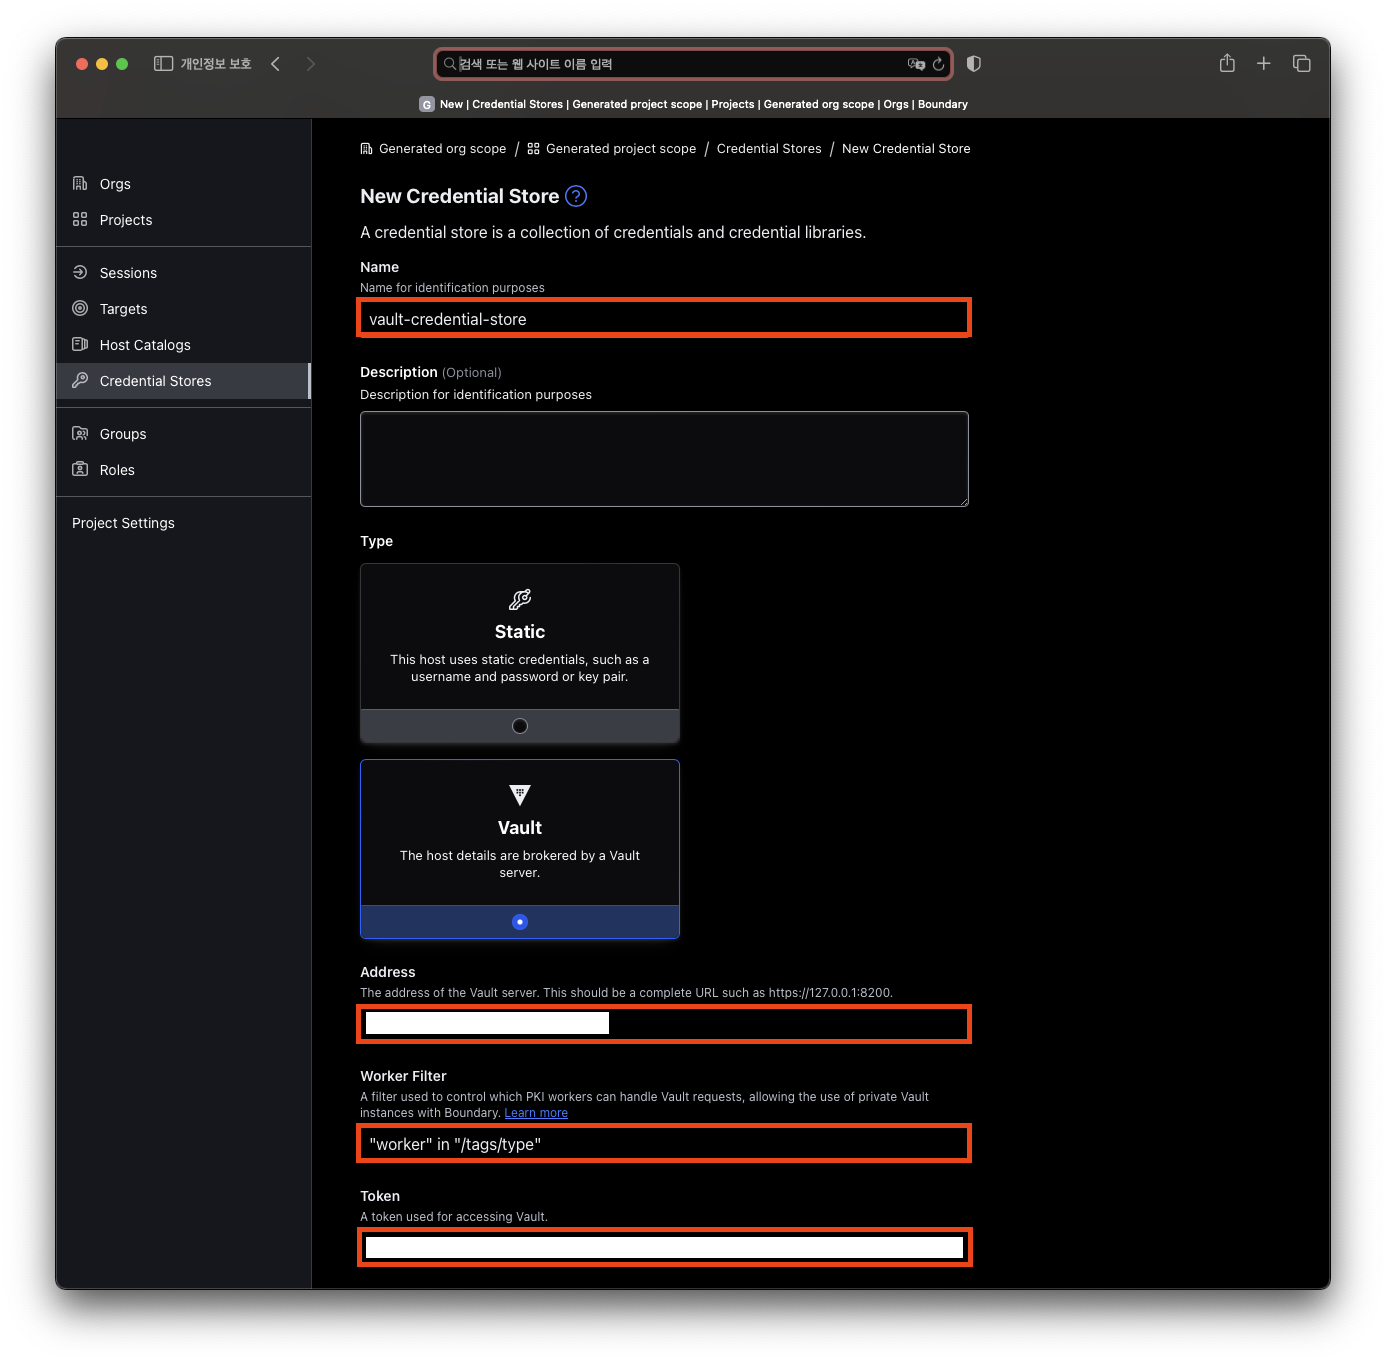 개인정보 보호
검색 또는 웹 사이트 이름 입력
G New | Credential Stores | Generated project scope | Projects | Generated org scope | Orgs | Boundary
Orgs
Projects
Sessions
Targets
Host Catalogs
Credential Stores
Groups
Roles
Project Settings
Generated org scope / Generated project scope / Credential Stores / New Credential Store
New Credential Store ?
A credential store is a collection of credentials and credential libraries.
Name
Name for identification purposes
vault-credential-store
Description (Optional)
Description for identification purposes
Type
Static
This host uses static credentials, such as a
username and password or key pair.
Vault
The host details are brokered by a Vault
server.
Address
The address of the Vault server. This should be a complete URL such as https://127.0.0.1:8200.
Worker Filter
A filter used to control which PKI workers can handle Vault requests, allowing the use of private Vault
instances with Boundary. Learn more
"worker" in "/tags/type"
Token
A token used for accessing Vault.